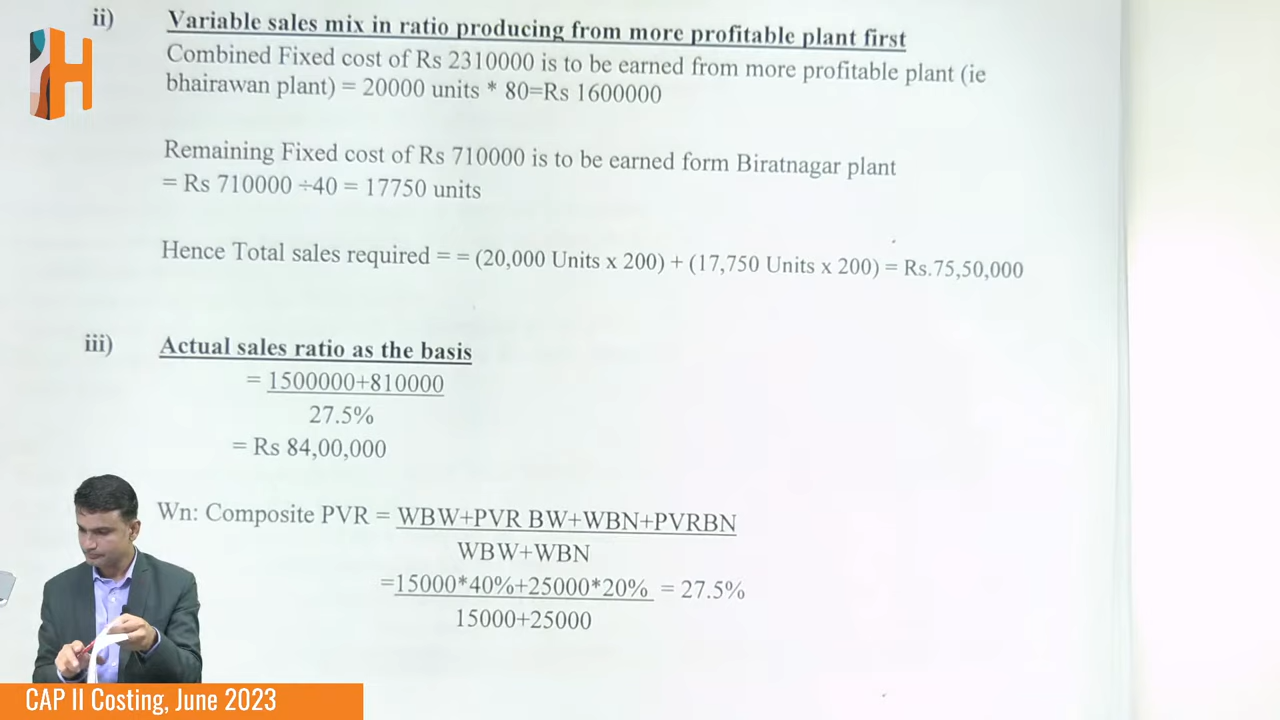 ii) Variable sales mix in ratio producing from more profitable plant first
Combined Fixed cost of Rs 2310000 is to be earned from more profitable plant (ie
bhairawan plant) = 20000 units * 80=Rs 1600000
Remaining Fixed cost of Rs 710000 is to be earned form Biratnagar plant
= Rs 710000 ÷40 = 17750 units
Hence Total sales required = = (20,000 Units x 200) + (17,750 Units x 200) = Rs.75,50,000
iii) Actual sales ratio as the basis
= 1500000+810000
27.5%
= Rs 84,00,000
Wn: Composite PVR = WBW+PVR BW+WBN+PVRBN
WBW+WBN
=15000*40%+25000*20% = 27.5%
15000+25000
H
CAP II Costing, June 2023